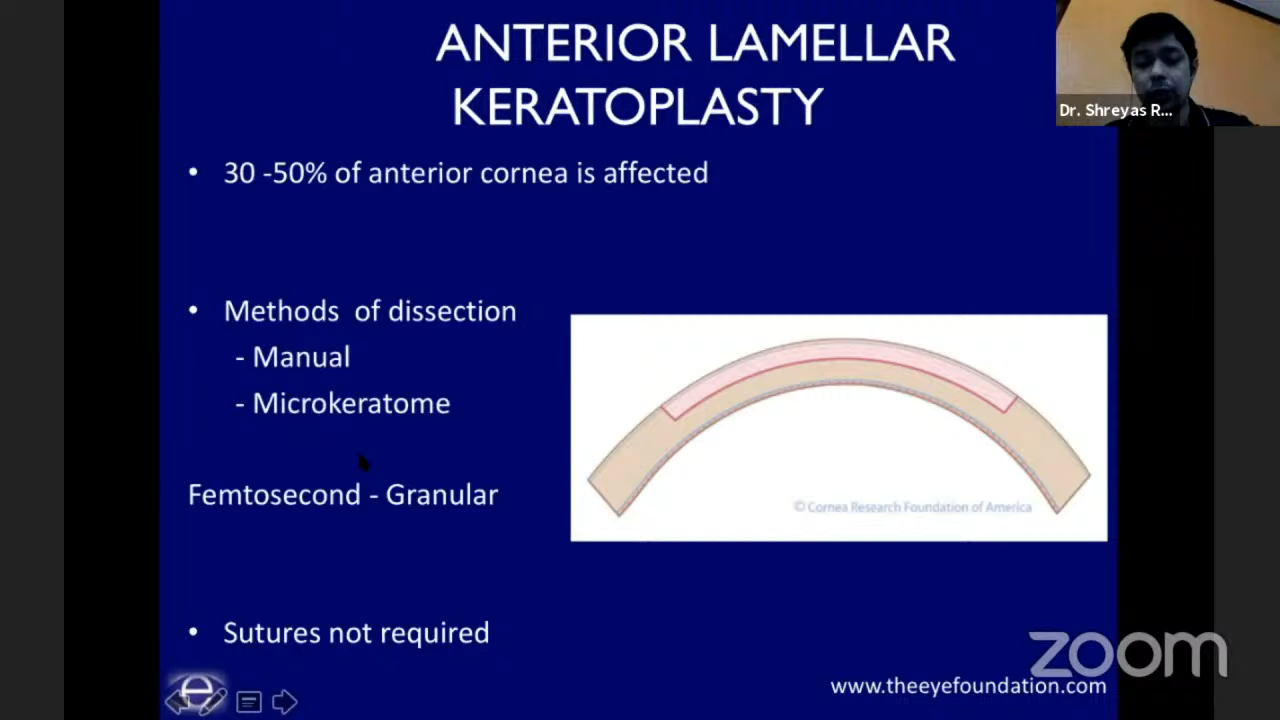 ANTERIOR LAMELLAR
KERATOPLASTY
Dr. Shreyas R...
• 30 -50% of anterior cornea is affected
• Methods of dissection
- Manual
- Microkeratome
Femtosecond - Granular
© Cornea Research Foundation of America
• Sutures not required
zoom
www.theeyefoundation.com